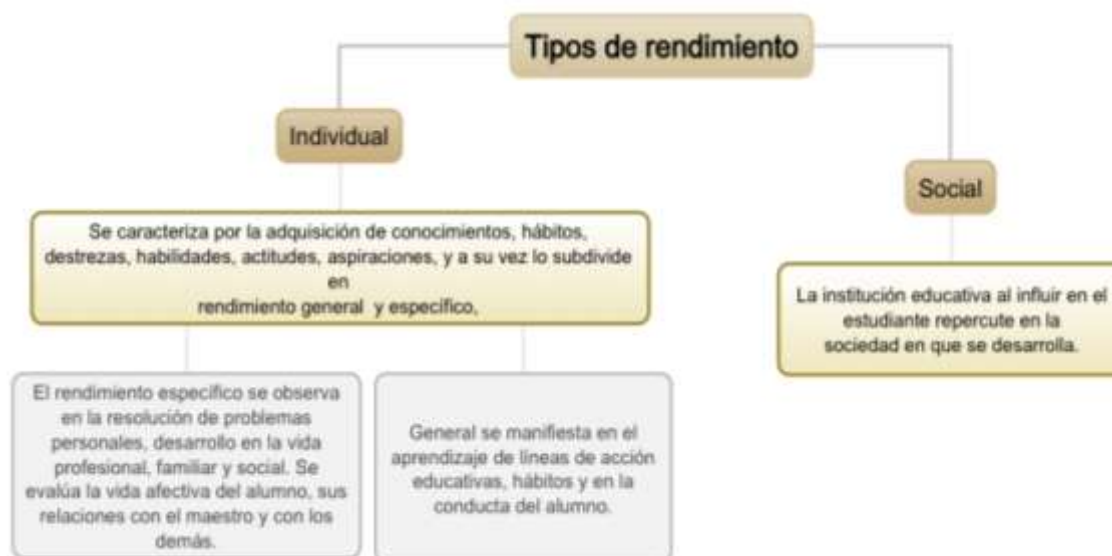 Tipos de rendimiento
Individual
Social
Se caracteriza por la adquisición de conocimientos, hábitos,
destrezas, habilidades, actitudes, aspiraciones, y a su vez lo subdivide
en
rendimiento general y específico,
La institución educativa al influir en el
estudiante repercute en la
sociedad en que se desarrolla.
El rendimiento específico se observa
en la resolución de problemas
personales, desarrollo en la vida
profesional, familiar y social. Se
evalúa la vida afectiva del alumno, sus
relaciones con el maestro y con los
demás.
General se manifiesta en el
aprendizaje de líneas de acción
educativas, hábitos y en la
conducta del alumno.